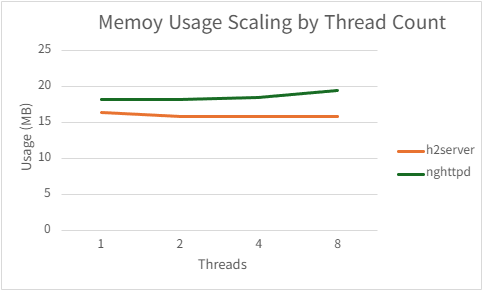 Memoy Usage Scaling by Thread Count
25
20
15
10
5
0
Usage (MB)
1 2 4 8
Threads
h2server
nghttpd